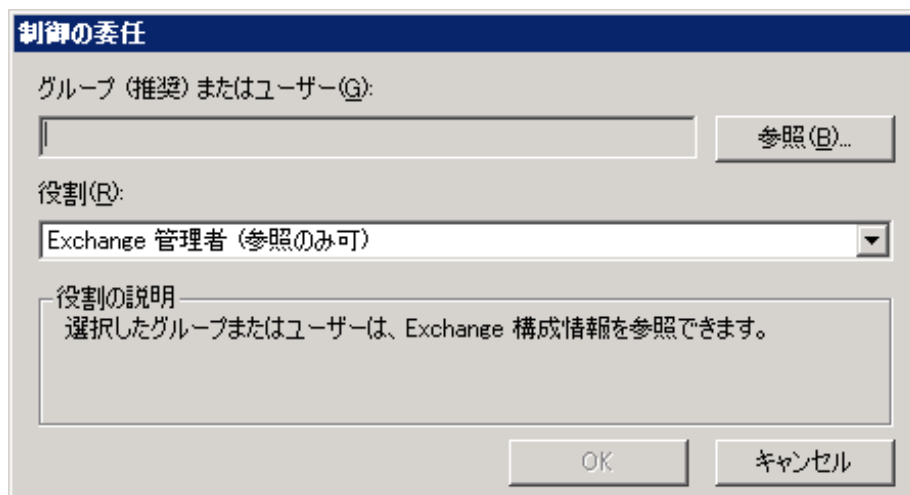 制御の委任
グループ (推奨) またはユーザー(G):
参照(B)...
役割(R):
Exchange 管理者 (参照のみ可)
役割の説明
選択したグループまたはユーザーは、Exchange 構成情報を参照できます。
OK
キャンセル